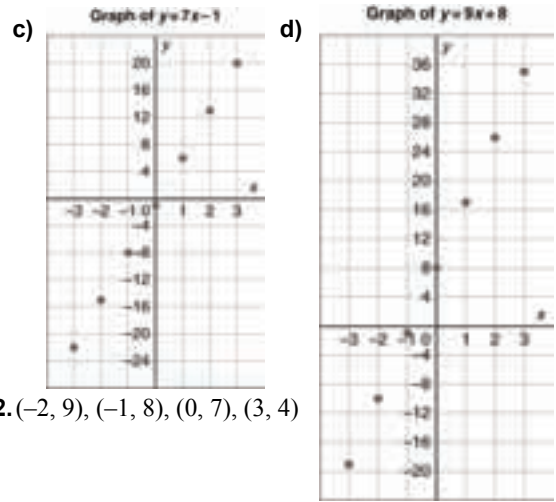 c)
Graph of y=7x−1
y
20
16
12
8
4
x
−3 −2 −1 0 1 2 3
−4
−8
−12
−16
−20
−24
d)
Graph of y=9x+8
y
36
32
28
24
20
16
12
8
4
x
−3 −2 −1 0 1 2 3
−4
−8
−12
−16
−20
2. (–2, 9), (–1, 8), (0, 7), (3, 4)